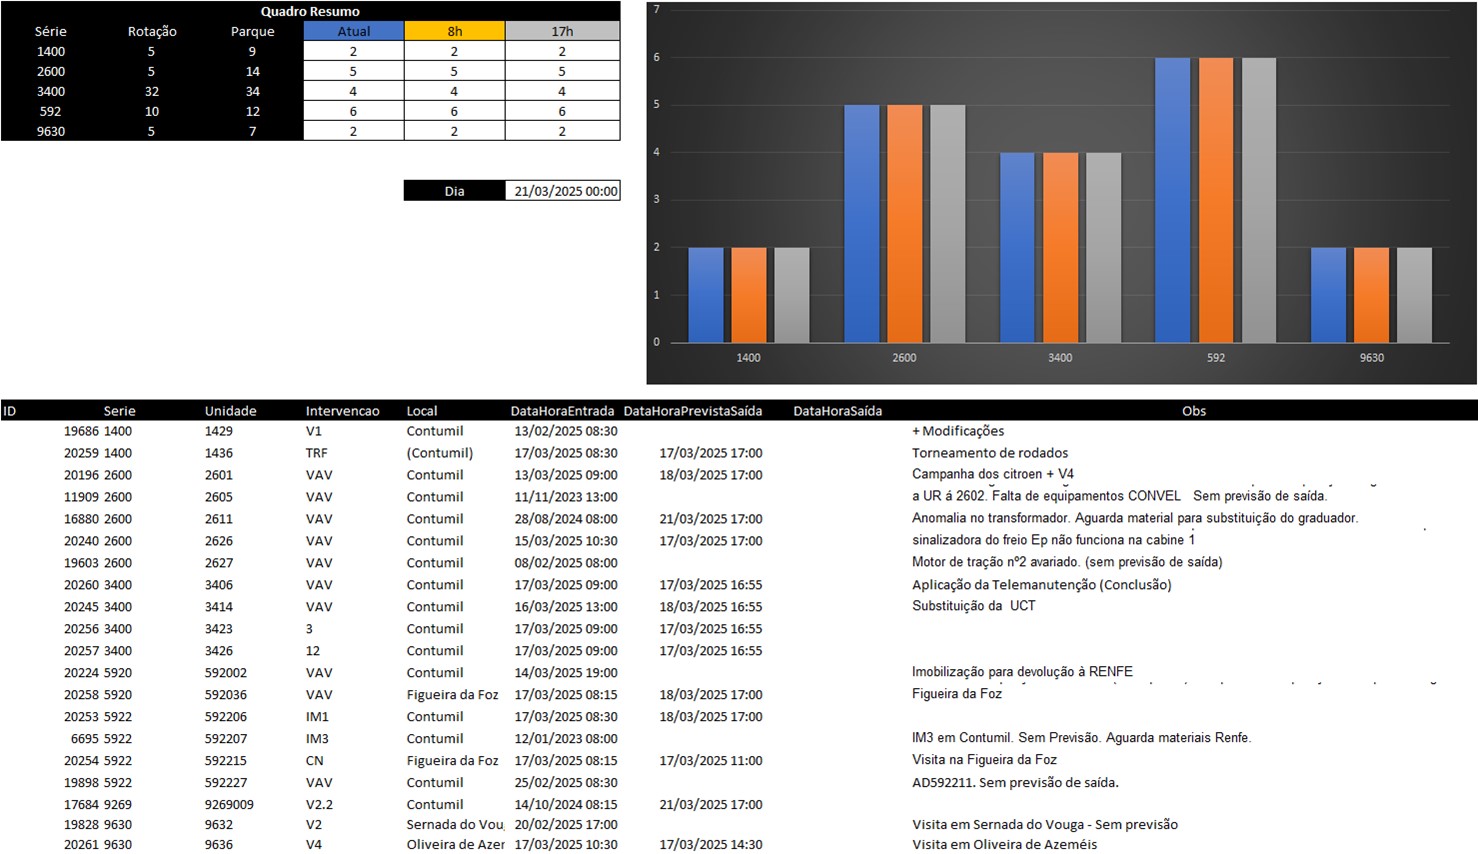 Quadro Resumo
Série Rotação Parque Atual 8h 17h
1400 5 9 2 2 2
2600 5 14 5 5 5
3400 32 34 4 4 4
592 10 12 6 6 6
9630 5 7 2 2 2
Dia 21/03/2025 00:00
7
6
5
4
3
2
1
0
1400 2600 3400 592 9630
ID Serie Unidade Intervencao Local DataHoraEntrada DataHoraPrevistaSaída DataHoraSaída Obs
19686 1400 1429 V1 Contumil 13/02/2025 08:30 + Modificações
20259 1400 1436 TRF (Contumil) 17/03/2025 08:30 17/03/2025 17:00 Torneamento de rodados
20196 2600 2601 VAV Contumil 13/03/2025 09:00 18/03/2025 17:00 Campanha dos citroen + V4
11909 2600 2605 VAV Contumil 11/11/2023 13:00 a UR á 2602. Falta de equipamentos CONVEL Sem previsão de saída.
16880 2600 2611 VAV Contumil 28/08/2024 08:00 21/03/2025 17:00 Anomalia no transformador. Aguarda material para substituição do graduador.
20240 2600 2626 VAV Contumil 15/03/2025 10:30 17/03/2025 17:00 sinalizadora do freio Ep não funciona na cabine 1
19603 2600 2627 VAV Contumil 08/02/2025 08:00 Motor de tração nº2 avariado. (sem previsão de saída)
20260 3400 3406 VAV Contumil 17/03/2025 09:00 17/03/2025 16:55 Aplicação da Telemanutenção (Conclusão)
20245 3400 3414 VAV Contumil 16/03/2025 13:00 18/03/2025 16:55 Substituição da UCT
20256 3400 3423 3 Contumil 17/03/2025 09:00 17/03/2025 16:55
20257 3400 3426 12 Contumil 17/03/2025 09:00 17/03/2025 16:55
20224 5920 592002 VAV Contumil 14/03/2025 19:00 Imobilização para devolução à RENFE
20258 5920 592036 VAV Figueira da Foz 17/03/2025 08:15 18/03/2025 17:00 Figueira da Foz
20253 5922 592206 IM1 Contumil 17/03/2025 08:30 18/03/2025 17:00
6695 5922 592207 IM3 Contumil 12/01/2023 08:00 IM3 em Contumil. Sem Previsão. Aguarda materiais Renfe.
20254 5922 592215 CN Figueira da Foz 17/03/2025 08:15 17/03/2025 11:00 Visita na Figueira da Foz
19898 5922 592227 VAV Contumil 25/02/2025 08:30 AD592211. Sem previsão de saída.
17684 9269 9269009 V2.2 Contumil 14/10/2024 08:15 21/03/2025 17:00
19828 9630 9632 V2 Sernada do Vou 20/02/2025 17:00 Visita em Sernada do Vouga - Sem previsão
20261 9630 9636 V4 Oliveira de Azer 17/03/2025 10:30 17/03/2025 14:30 Visita em Oliveira de Azeméis